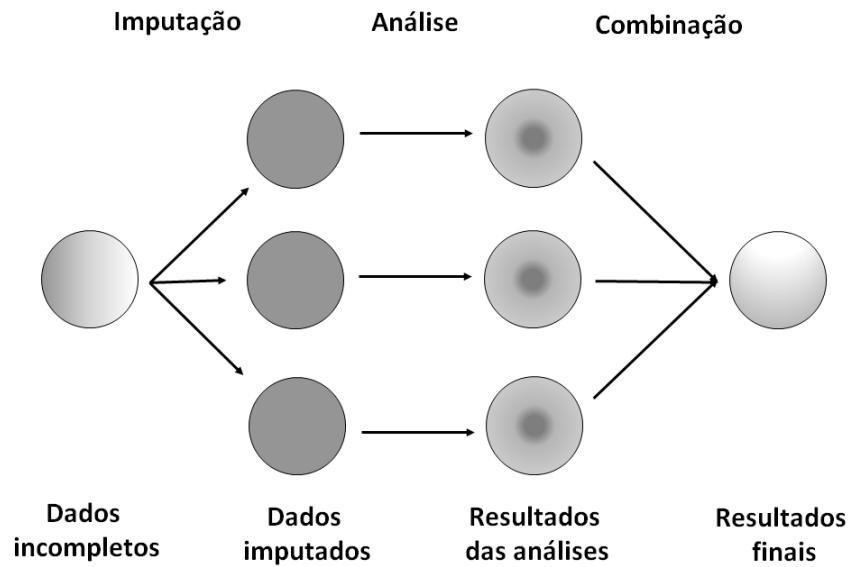 Imputação
Análise
Combinação
Dados
incompletos
Dados
imputados
Resultados
das análises
Resultados
finais